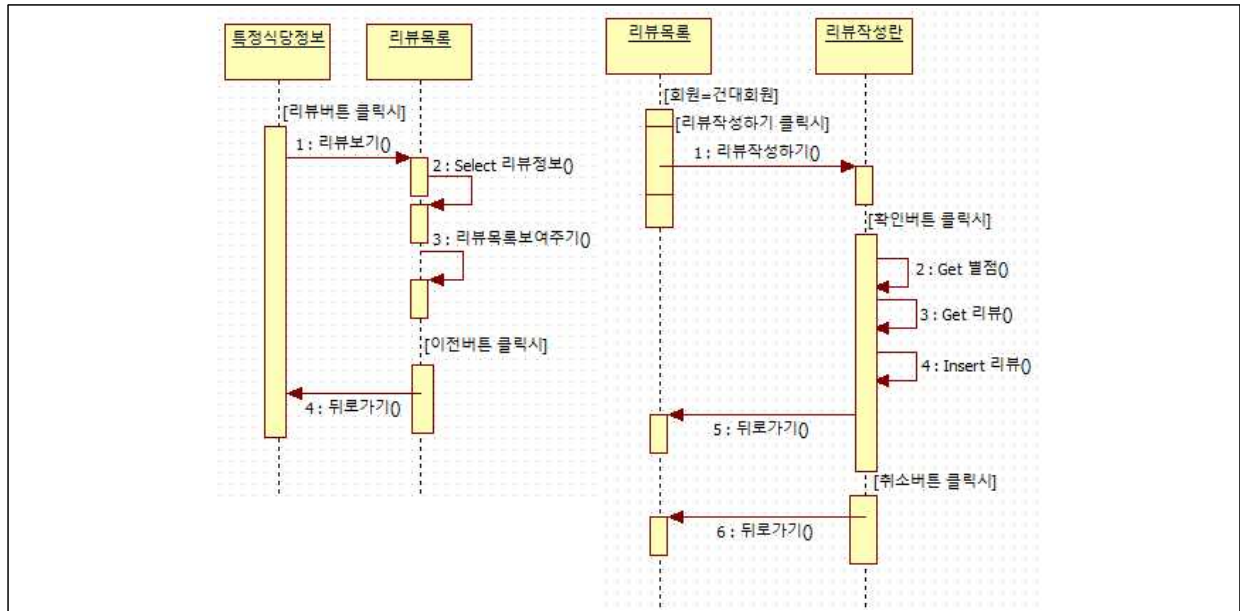 특정식당정보
리뷰목록
[리뷰버튼 클릭시]
1 : 리뷰보기()
2 : Select 리뷰정보()
3 : 리뷰목록보여주기()
[이전버튼 클릭시]
4 : 뒤로가기()
리뷰목록
리뷰작성란
[회원=건대회원]
[리뷰작성하기 클릭시]
1 : 리뷰작성하기()
[확인버튼 클릭시]
2 : Get 별점()
3 : Get 리뷰()
4 : Insert 리뷰()
5 : 뒤로가기()
[취소버튼 클릭시]
6 : 뒤로가기()